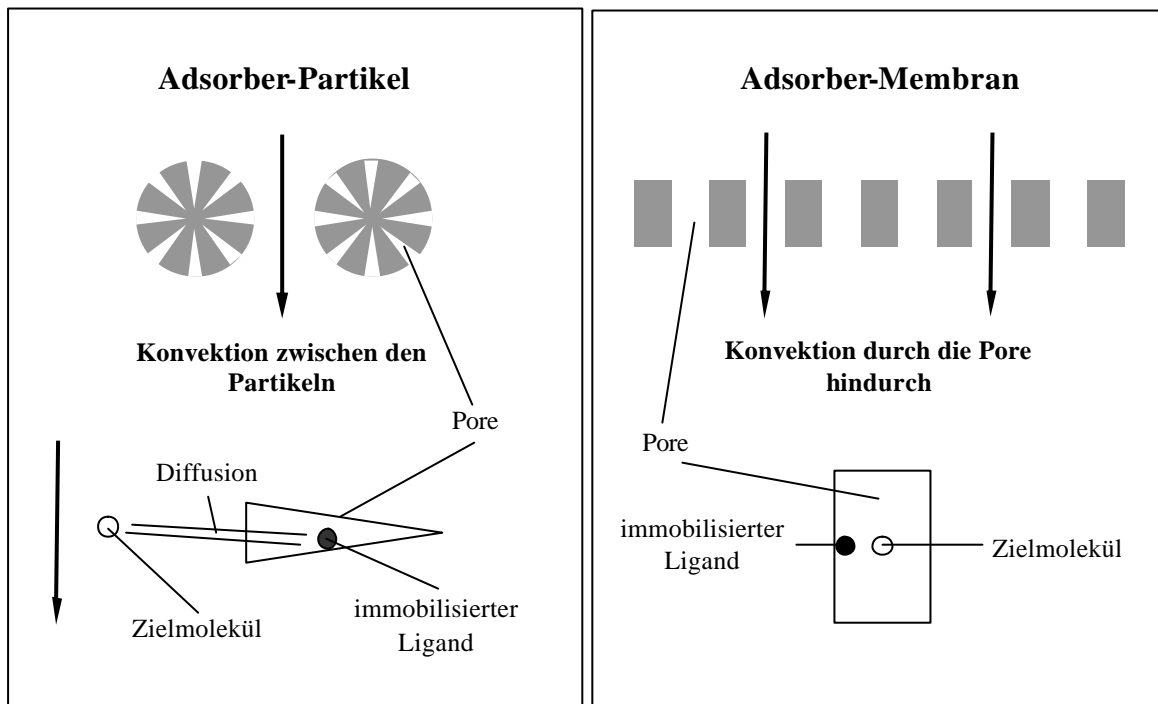 Adsorber-Partikel
Konvektion zwischen den
Partikeln
Pore
Diffusion
Zielmolekül
immobilisierter
Ligand
Adsorber-Membran
Konvektion durch die Pore
hindurch
Pore
immobilisierter
Ligand
Zielmolekül